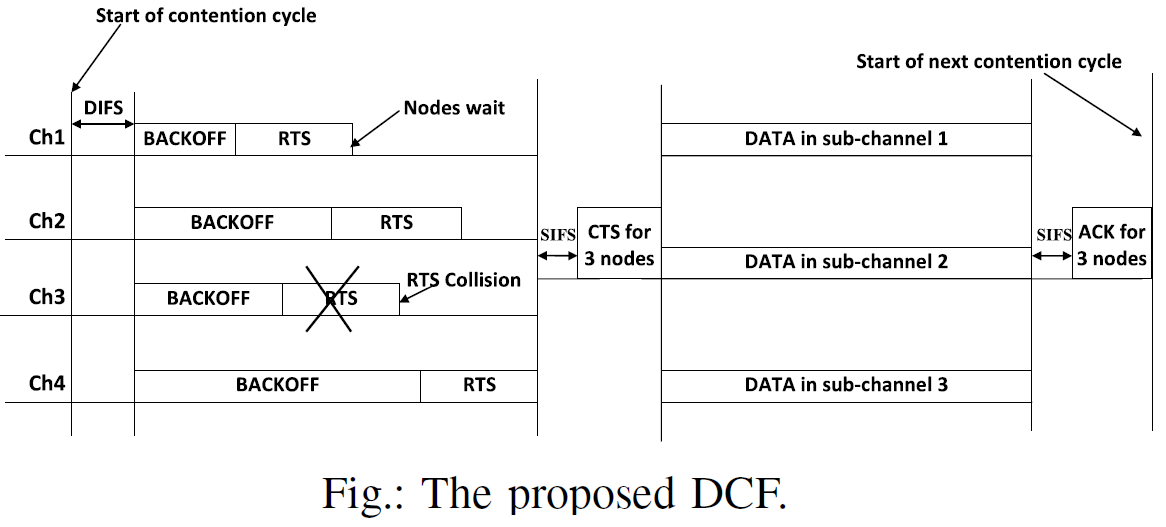 Start of contention cycle
Start of next contention cycle
DIFS
Nodes wait
Ch1
BACKOFF
RTS
DATA in sub-channel 1
Ch2
BACKOFF
RTS
SIFS
CTS for
3 nodes
DATA in sub-channel 2
SIFS
ACK for
3 nodes
RTS Collision
Ch3
BACKOFF
RTS
Ch4
BACKOFF
RTS
DATA in sub-channel 3
Fig.: The proposed DCF.